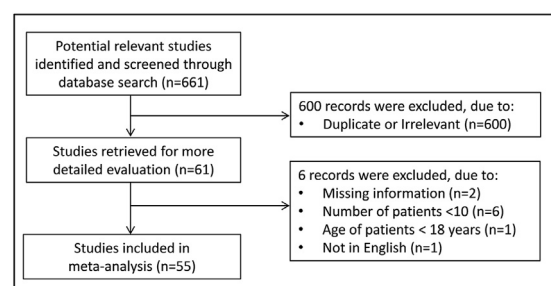 Potential relevant studies
identified and screened through
database search (n=661)
600 records were excluded, due to:
• Duplicate or Irrelevant (n=600)
Studies retrieved for more
detailed evaluation (n=61)
6 records were excluded, due to:
• Missing information (n=2)
• Number of patients <10 (n=6)
• Age of patients < 18 years (n=1)
• Not in English (n=1)
Studies included in
meta-analysis (n=55)